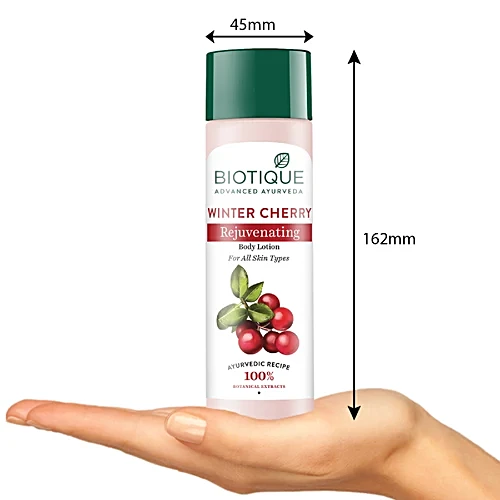 45mm
BIOTIQUE
ADVANCED AYURVEDA
WINTER CHERRY
Rejuvenating
Body Lotion
For All Skin Types
162mm
AYURVEDIC RECIPE
100%
BOTANICAL EXTRACTS